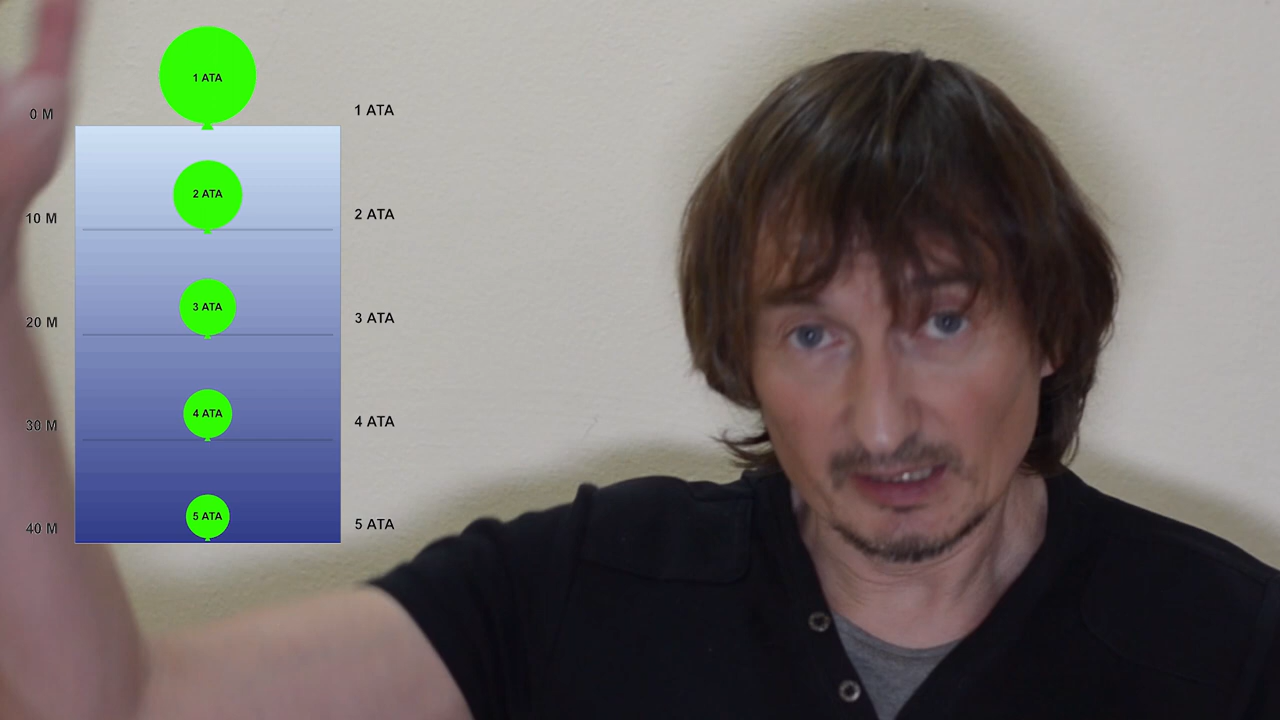 1 ATA
0 M
1 ATA
2 ATA
10 M
2 ATA
3 ATA
20 M
3 ATA
4 ATA
30 M
4 ATA
5 ATA
40 M
5 ATA